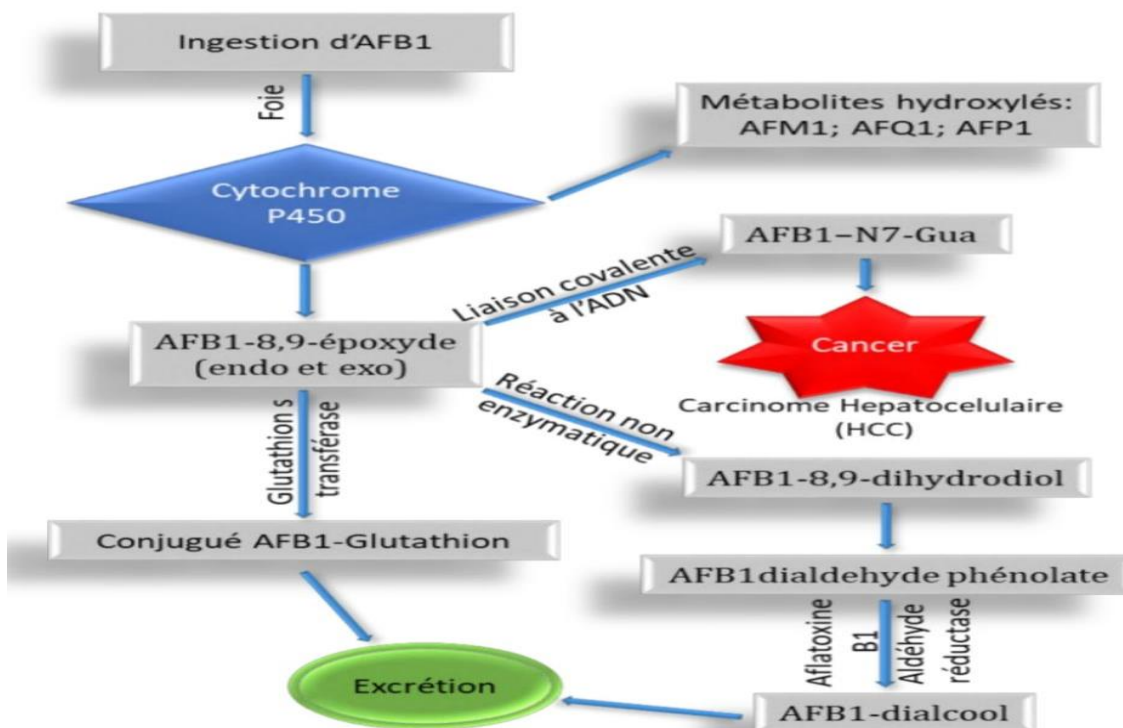 Ingestion d'AFB1
Foie
Métabolites hydroxylés:
AFM1; AFQ1; AFP1
Cytochrome
P450
AFB1–N7-Gua
Liaison covalente
à l'ADN
AFB1-8,9-époxyde
(endo et exo)
Cancer
Carcinome Hepatocelulaire
(HCC)
Réaction non
enzymatique
Glutathion s
transférase
AFB1-8,9-dihydrodiol
Conjugué AFB1-Glutathion
AFB1dialdehyde phénolate
Aflatoxine
B1
Aldéhyde
réductase
Excrétion
AFB1-dialcool